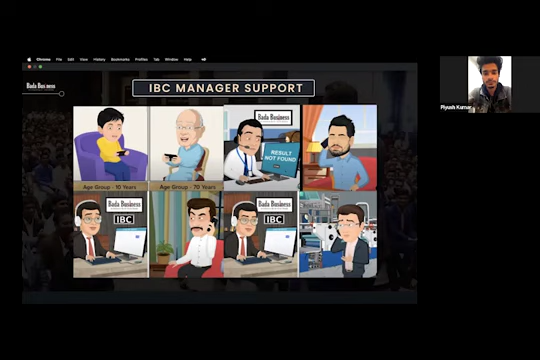 Chrome File Edit View History Bookmarks Profiles Tab Window Help
Bada Business
IBC MANAGER SUPPORT
Bada Business
RESULT
NOT FOUND
Age Group - 10 Years
Age Group - 70 Years
Bada Business
IBC
Bada Business
IBC
Piyush Kumar